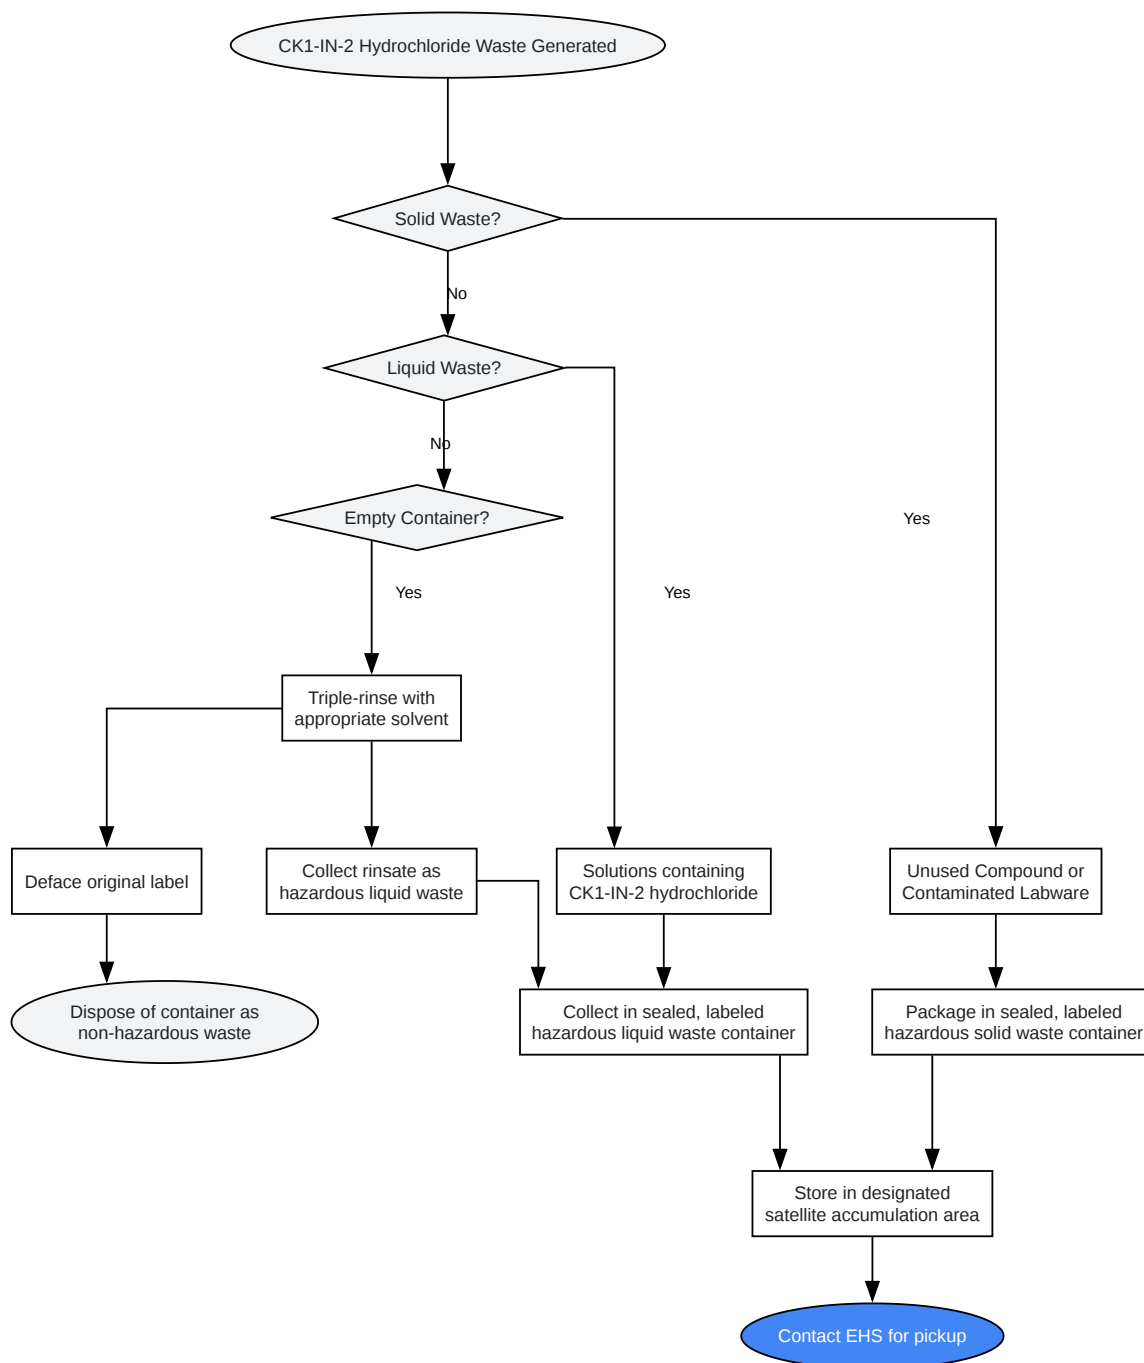 CK1-IN-2 Hydrochloride Waste Generated
Solid Waste?
No
Liquid Waste?
No
Empty Container?
Yes
Yes
Yes
Triple-rinse with
appropriate solvent
Deface original label
Collect rinsate as
hazardous liquid waste
Solutions containing
CK1-IN-2 hydrochloride
Unused Compound or
Contaminated Labware
Dispose of container as
non-hazardous waste
Collect in sealed, labeled
hazardous liquid waste container
Package in sealed, labeled
hazardous solid waste container
Store in designated
satellite accumulation area
Contact EHS for pickup